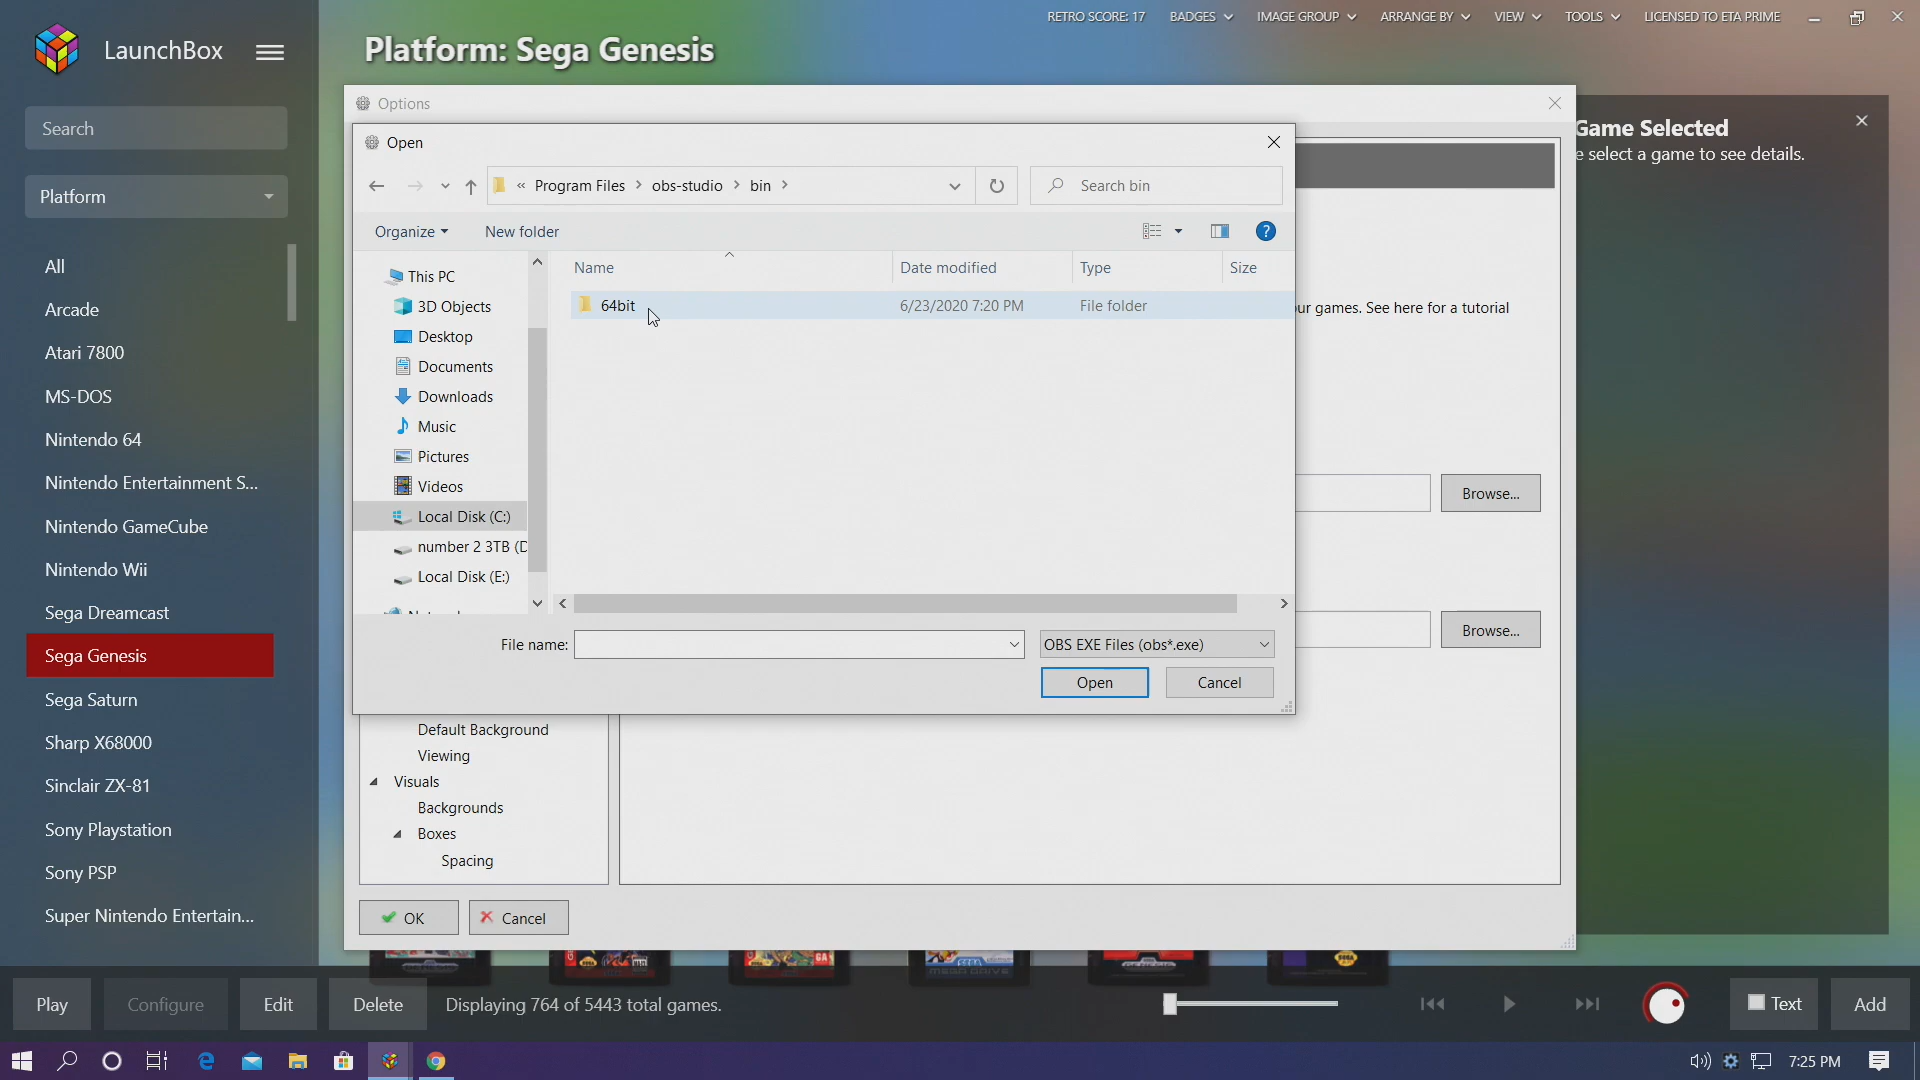 RETRO SCORE: 17 BADGES IMAGE GROUP ARRANGE BY VIEW TOOLS LICENSED TO ETA PRIME
LaunchBox
Platform: Sega Genesis
Search
Platform
All
Arcade
Atari 7800
MS-DOS
Nintendo 64
Nintendo Entertainment S...
Nintendo GameCube
Nintendo Wii
Sega Dreamcast
Sega Genesis
Sega Saturn
Sharp X68000
Sinclair ZX-81
Sony Playstation
Sony PSP
Super Nintendo Entertain...
Options
Open
« Program Files > obs-studio > bin >
Search bin
Organize
New folder
?
Name Date modified Type Size
64bit 6/23/2020 7:20 PM File folder
This PC
3D Objects
Desktop
Documents
Downloads
Music
Pictures
Videos
Local Disk (C:)
number 2 3TB (D
Local Disk (E:)
File name:
OBS EXE Files (obs*.exe)
Open
Cancel
Game Selected
e select a game to see details.
ur games. See here for a tutorial
Browse...
Browse...
Default Background
Viewing
Visuals
Backgrounds
Boxes
Spacing
OK
Cancel
Play
Configure
Edit
Delete
Displaying 764 of 5443 total games.
Text
Add
7:25 PM